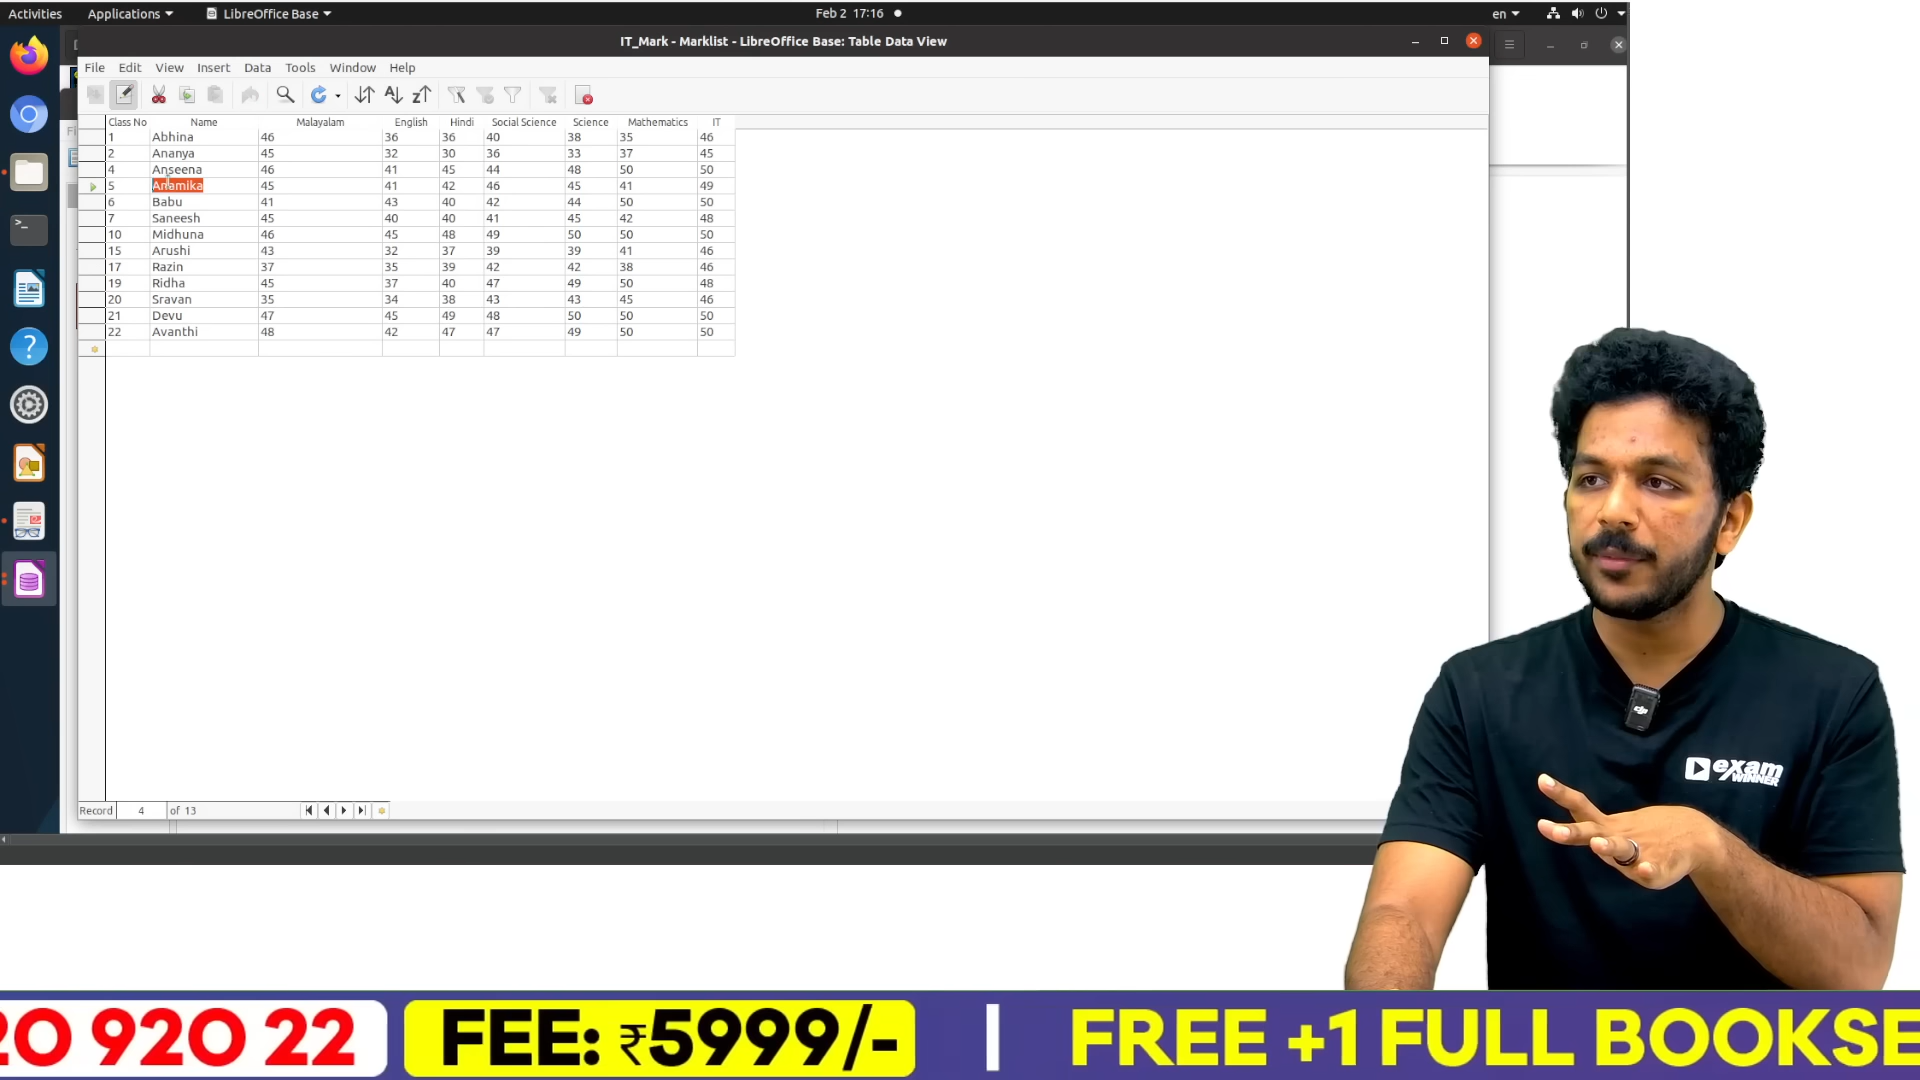 Activities Applications LibreOffice Base Feb 2 17:16 en
IT_Mark - Marklist - LibreOffice Base: Table Data View
File Edit View Insert Data Tools Window Help
Class No Name Malayalam English Hindi Social Science Science Mathematics IT
1 Abhina 46 36 36 40 38 35 46
2 Ananya 45 32 30 36 33 37 45
4 Anseena 46 41 45 44 48 50 50
5 Anamika 45 41 42 46 45 41 49
6 Babu 41 43 40 42 44 50 50
7 Saneesh 45 40 40 41 45 42 48
10 Midhuna 46 45 48 49 50 50 50
15 Arushi 43 32 37 39 39 41 46
17 Razin 37 35 39 42 42 38 46
19 Ridha 45 37 40 47 49 50 48
20 Sravan 35 34 38 43 43 45 46
21 Devu 47 45 49 48 50 50 50
22 Avanthi 48 42 47 47 49 50 50
Record 4 of 13
exam
WINNER
20 920 22 FEE: ₹5999/- | FREE +1 FULL BOOKSE